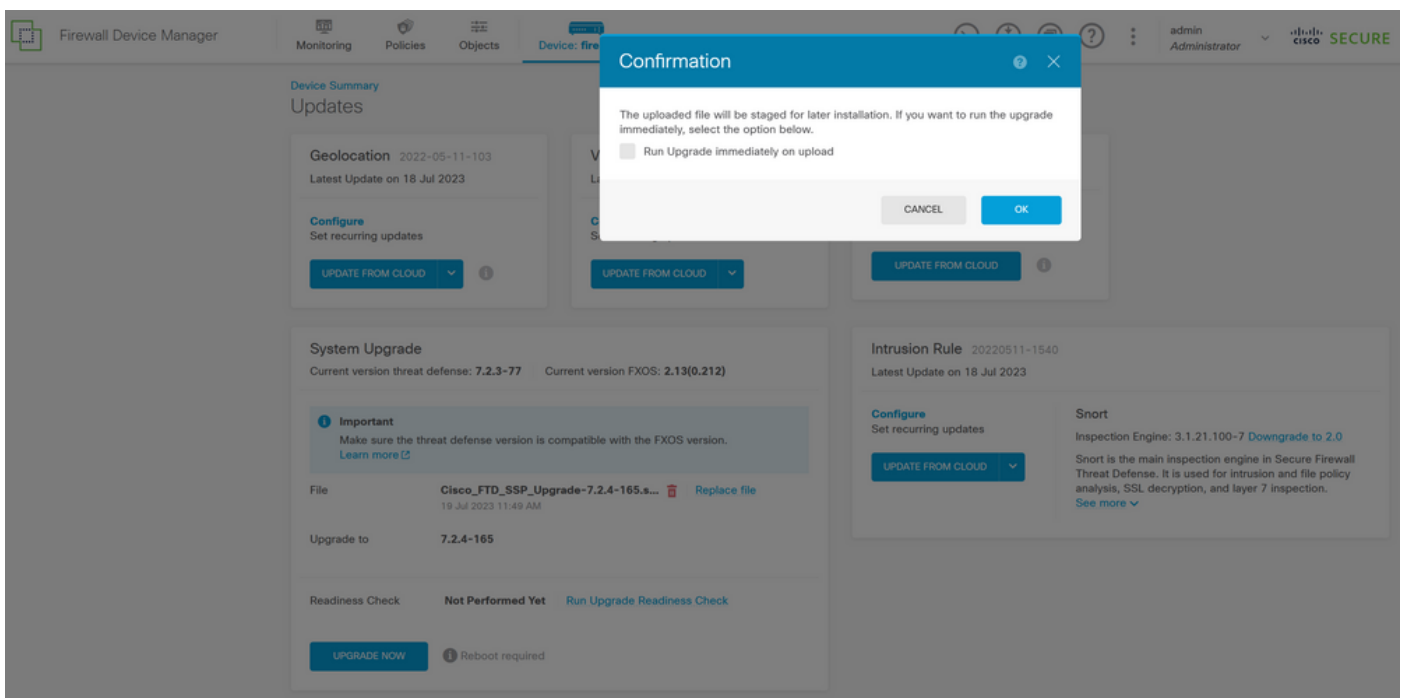 Firewall Device Manager
Monitoring
Policies
Objects
Device: fire
admin
Administrator
cisco SECURE
Confirmation
The uploaded file will be staged for later installation. If you want to run the upgrade
immediately, select the option below.
Run Upgrade immediately on upload
CANCEL
OK
Device Summary
Updates
Geolocation 2022-05-11-103
Latest Update on 18 Jul 2023
Configure
Set recurring updates
UPDATE FROM CLOUD
V
UPDATE FROM CLOUD
UPDATE FROM CLOUD
System Upgrade
Current version threat defense: 7.2.3-77 Current version FXOS: 2.13(0.212)
Important
Make sure the threat defense version is compatible with the FXOS version.
Learn more
File Cisco_FTD_SSP_Upgrade-7.2.4-165.s... Replace file
19 Jul 2023 11:49 AM
Upgrade to 7.2.4-165
Readiness Check Not Performed Yet Run Upgrade Readiness Check
UPGRADE NOW Reboot required
Intrusion Rule 20220511-1540
Latest Update on 18 Jul 2023
Configure
Set recurring updates
UPDATE FROM CLOUD
Snort
Inspection Engine: 3.1.21.100-7 Downgrade to 2.0
Snort is the main inspection engine in Secure Firewall
Threat Defense. It is used for intrusion and file policy
analysis, SSL decryption, and layer 7 inspection.
See more